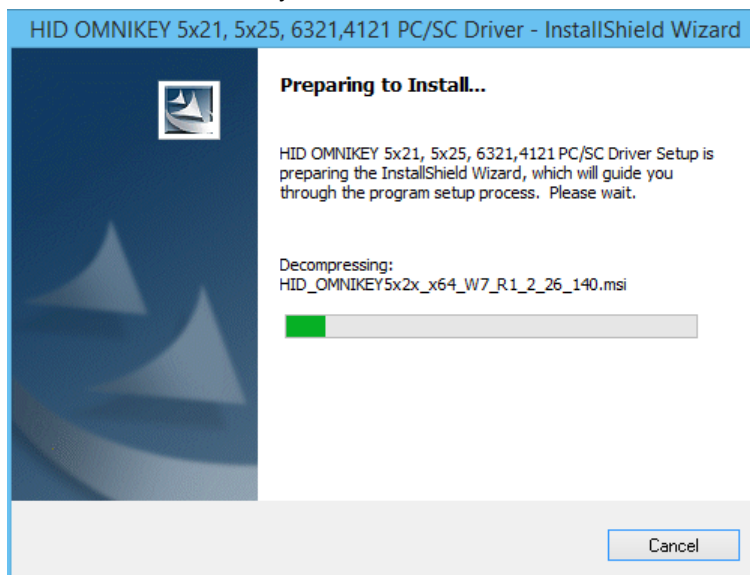 HID OMNIKEY 5x21, 5x25, 6321,4121 PC/SC Driver - InstallShield Wizard
Preparing to Install...
HID OMNIKEY 5x21, 5x25, 6321,4121 PC/SC Driver Setup is
preparing the InstallShield Wizard, which will guide you
through the program setup process.  Please wait.
Decompressing:
HID_OMNIKEY5x2x_x64_W7_R1_2_26_140.msi
Cancel